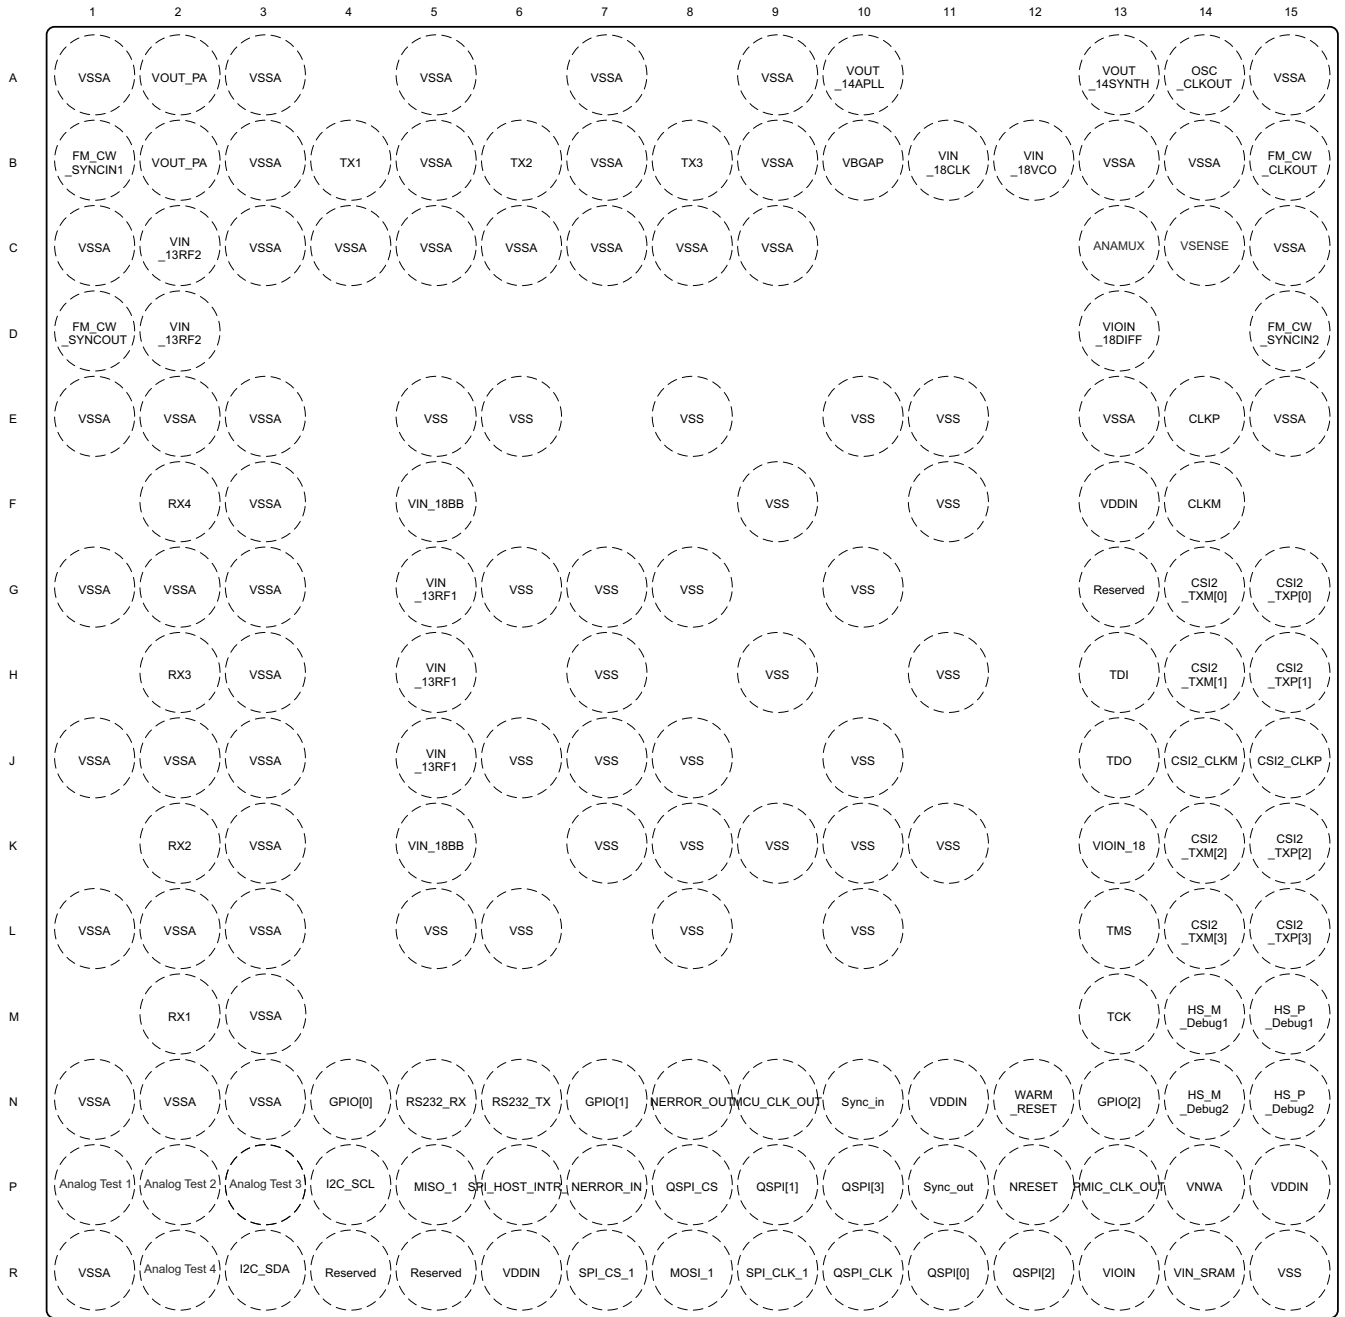 1 2 3 4 5 6 7 8 9 10 11 12 13 14 15
A VSSA VOUT_PA VSSA VSSA VSSA VSSA VOUT _14APLL VOUT _14SYNTH OSC _CLKOUT VSSA
B FM_CW _SYNCIN1 VOUT_PA VSSA TX1 VSSA TX2 VSSA TX3 VSSA VBGAP VIN _18CLK VIN _18VCO VSSA VSSA FM_CW _CLKOUT
C VSSA VIN _13RF2 VSSA VSSA VSSA VSSA VSSA VSSA VSSA ANAMUX VSENSE VSSA
D FM_CW _SYNCOUT VIN _13RF2 VIOIN _18DIFF FM_CW _SYNCIN2
E VSSA VSSA VSSA VSS VSS VSS VSS VSS VSSA CLKP VSSA
F RX4 VSSA VIN_18BB VSS VSS VDDIN CLKM
G VSSA VSSA VSSA VIN _13RF1 VSS VSS VSS VSS Reserved CSI2 _TXM[0] CSI2 _TXP[0]
H RX3 VSSA VIN _13RF1 VSS VSS VSS TDI CSI2 _TXM[1] CSI2 _TXP[1]
J VSSA VSSA VSSA VIN _13RF1 VSS VSS VSS VSS TDO CSI2_CLKM CSI2_CLKP
K RX2 VSSA VIN_18BB VSS VSS VSS VSS VSS VIOIN_18 CSI2 _TXM[2] CSI2 _TXP[2]
L VSSA VSSA VSSA VSS VSS VSS VSS TMS CSI2 _TXM[3] CSI2 _TXP[3]
M RX1 VSSA TCK HS_M _Debug1 HS_P _Debug1
N VSSA VSSA VSSA GPIO[0] RS232_RX RS232_TX GPIO[1] NERROR_OUT MCU_CLK_OUT Sync_in VDDIN WARM _RESET GPIO[2] HS_M _Debug2 HS_P _Debug2
P Analog Test 1 Analog Test 2 Analog Test 3 I2C_SCL MISO_1 SPI_HOST_INTR_ NERROR_IN QSPI_CS QSPI[1] QSPI[3] Sync_out NRESET PMIC_CLK_OUT VNWA VDDIN
R VSSA Analog Test 4 I2C_SDA Reserved Reserved VDDIN SPI_CS_1 MOSI_1 SPI_CLK_1 QSPI_CLK QSPI[0] QSPI[2] VIOIN VIN_SRAM VSS